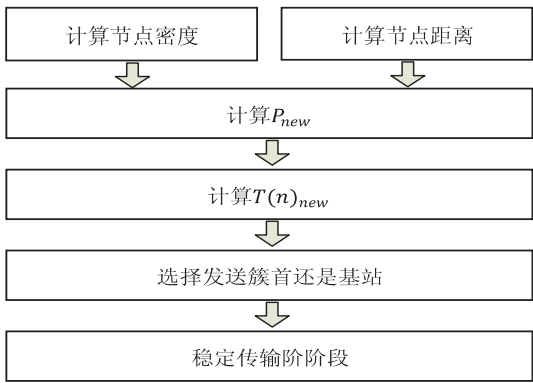 计算节点密度
计算节点距离
计算P_new
计算T(n)_new
选择发送簇首还是基站
稳定传输阶阶段